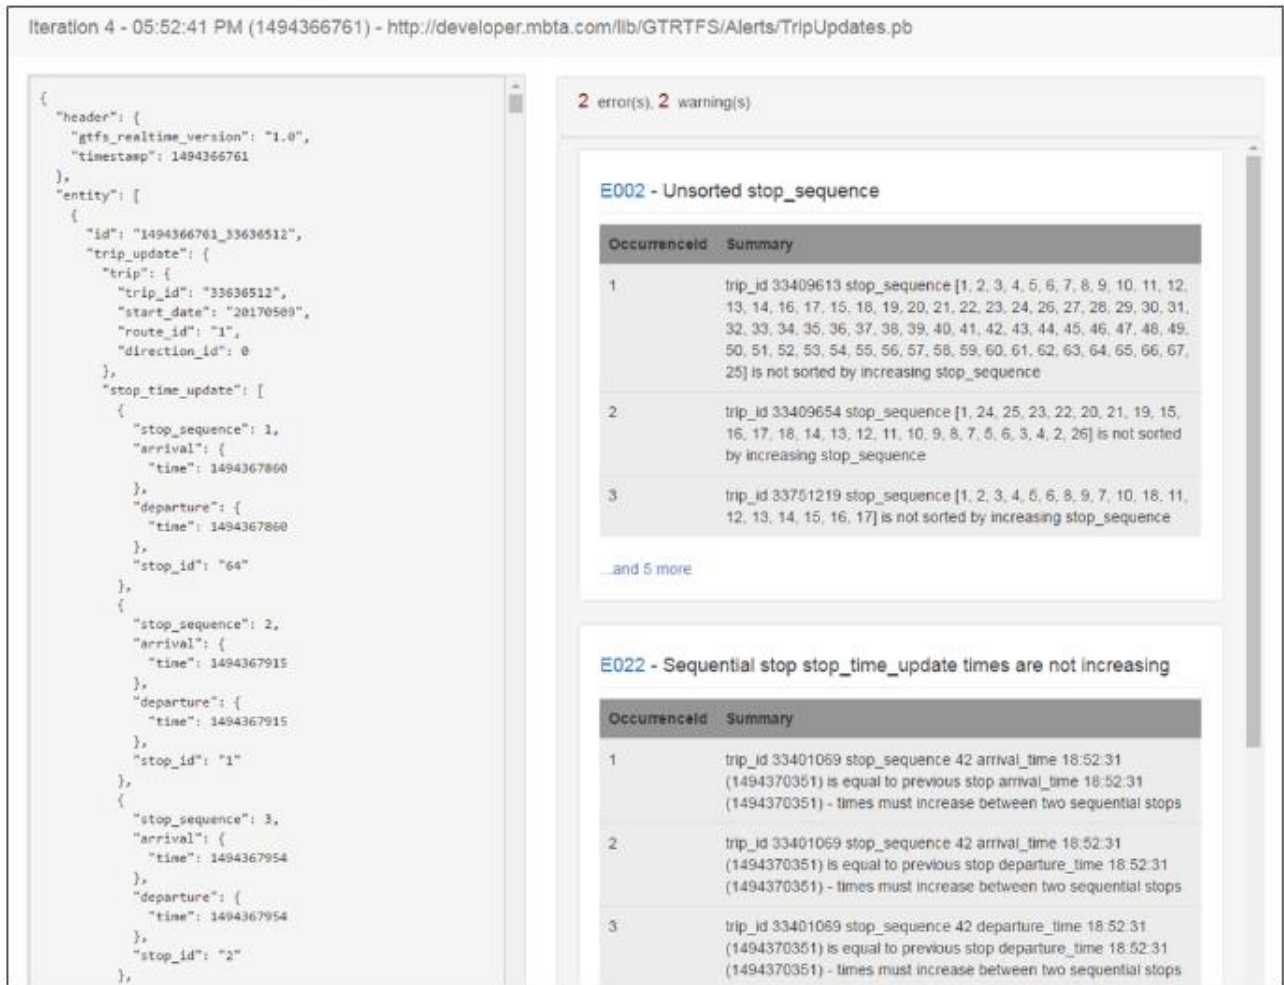 Iteration 4 - 05:52:41 PM (1494366761) - http://developer.mbta.com/lib/GTRTFS/Alerts/TripUpdates.pb
{
"header": {
"gtfs_realtime_version": "1.0",
"timestamp": 1494366761
},
"entity": [
{
"id": "1494366761_33636512",
"trip_update": {
"trip": {
"trip_id": "33636512",
"start_date": "20170509",
"route_id": "1",
"direction_id": 0
},
"stop_time_update": [
{
"stop_sequence": 1,
"arrival": {
"time": 1494367860
},
"departure": {
"time": 1494367860
},
"stop_id": "64"
},
{
"stop_sequence": 2,
"arrival": {
"time": 1494367915
},
"departure": {
"time": 1494367915
},
"stop_id": "1"
},
{
"stop_sequence": 3,
"arrival": {
"time": 1494367954
},
"departure": {
"time": 1494367954
},
"stop_id": "2"
},
2 error(s), 2 warning(s)
E002 - Unsorted stop_sequence
OccurrenceId Summary
1 trip_id 33409613 stop_sequence [1, 2, 3, 4, 5, 6, 7, 8, 9, 10, 11, 12,
13, 14, 16, 17, 15, 18, 19, 20, 21, 22, 23, 24, 26, 27, 28, 29, 30, 31,
32, 33, 34, 35, 36, 37, 38, 39, 40, 41, 42, 43, 44, 45, 46, 47, 48, 49,
50, 51, 52, 53, 54, 55, 56, 57, 58, 59, 60, 61, 62, 63, 64, 65, 66, 67,
25] is not sorted by increasing stop_sequence
2 trip_id 33409654 stop_sequence [1, 24, 25, 23, 22, 20, 21, 19, 15,
16, 17, 18, 14, 13, 12, 11, 10, 9, 8, 7, 5, 6, 3, 4, 2, 26] is not sorted
by increasing stop_sequence
3 trip_id 33751219 stop_sequence [1, 2, 3, 4, 5, 6, 8, 9, 7, 10, 18, 11,
12, 13, 14, 15, 16, 17] is not sorted by increasing stop_sequence
...and 5 more
E022 - Sequential stop stop_time_update times are not increasing
OccurrenceId Summary
1 trip_id 33401069 stop_sequence 42 arrival_time 18:52:31
(1494370351) is equal to previous stop arrival_time 18:52:31
(1494370351) - times must increase between two sequential stops
2 trip_id 33401069 stop_sequence 42 arrival_time 18:52:31
(1494370351) is equal to previous stop departure_time 18:52:31
(1494370351) - times must increase between two sequential stops
3 trip_id 33401069 stop_sequence 42 departure_time 18:52:31
(1494370351) is equal to previous stop departure_time 18:52:31
(1494370351) - times must increase between two sequential stops